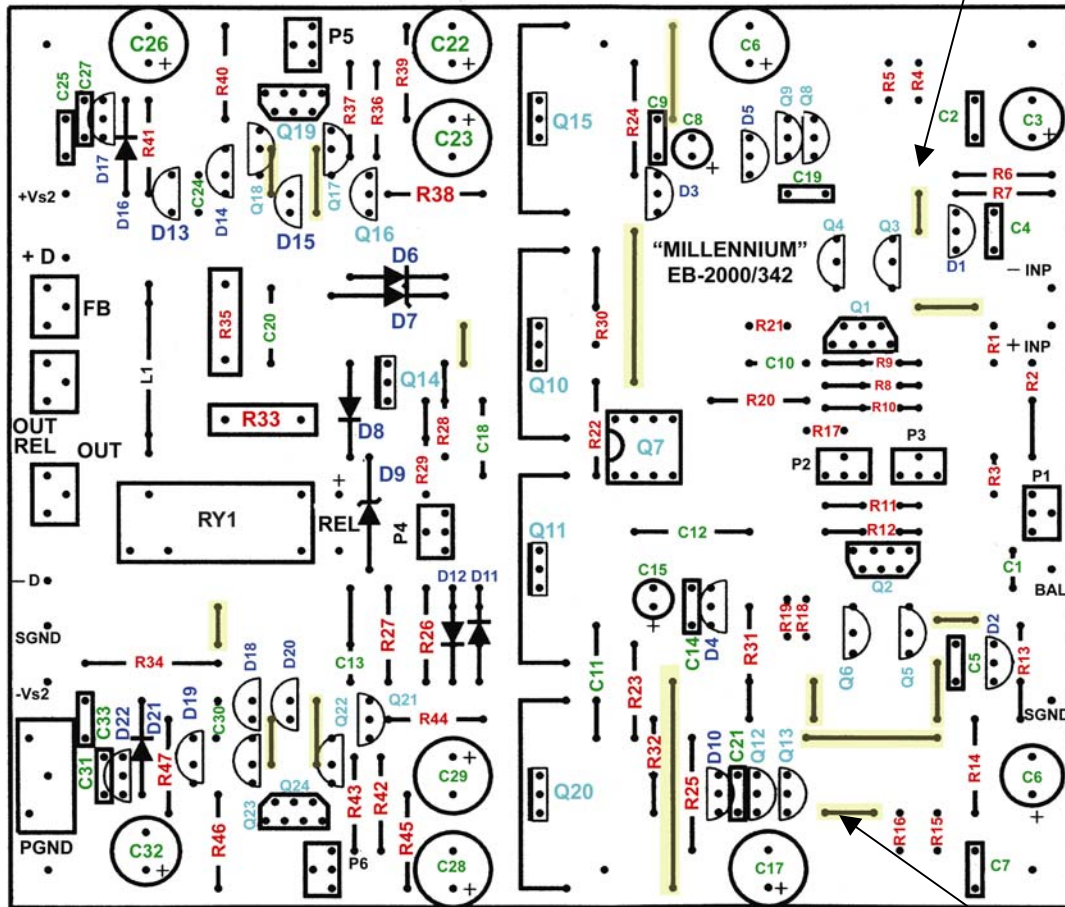 C26
P5
C22
C6
C25
C27
R40
R39
R5
R4
Q9
Q8
R37
R36
Q15
R24
C9
C8
D5
C2
C3
Q19
C23
D17
R41
C19
D3
R6
R7
+Vs2
D16
C24
D14
Q18
Q17
R38
D13
D15
Q16
Q4
Q3
D1
C4
"MILLENNIUM"
EB-2000/342
+ D
D6
– INP
FB
R35
C20
D7
R30
R21
Q1
R1
+ INP
L1
Q14
Q10
C10
R9
R2
R8
R33
D8
R28
C18
R20
R10
OUT
REL
OUT
R22
Q7
R17
P2
P3
R29
D9
R3
P1
+
RY1
REL
P4
Q11
C12
R11
R12
Q2
C1
– D
D12
D11
C15
BAL
SGND
R27
R26
C14
D4
R19
R18
D2
R34
D18
D20
C13
C11
R31
R13
Q6
Q5
C5
-Vs2
C33
D22
D21
D19
C30
Q22
Q21
R44
R23
SGND
C31
R47
Q20
R32
R25
D10
C21
Q12
Q13
R14
C6
C29
Q23
Q24
R43
R42
PGND
R46
R45
R16
R15
C32
P6
C28
C17
C7